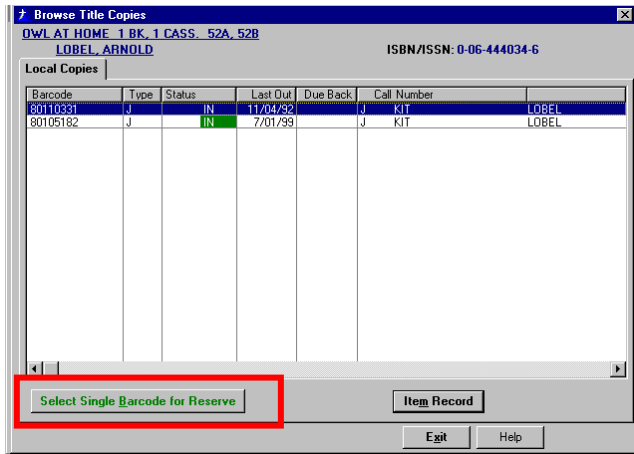 Browse Title Copies
OWL AT HOME 1 BK, 1 CASS. 52A, 52B
LOBEL, ARNOLD ISBN/ISSN: 0-06-444034-6
Local Copies
Barcode Type Status Last Out Due Back Call Number
80110331 J IN 11/04/92 J KIT LOBEL
80105182 J IN 7/01/99 J KIT LOBEL
Select Single Barcode for Reserve Item Record
Exit Help